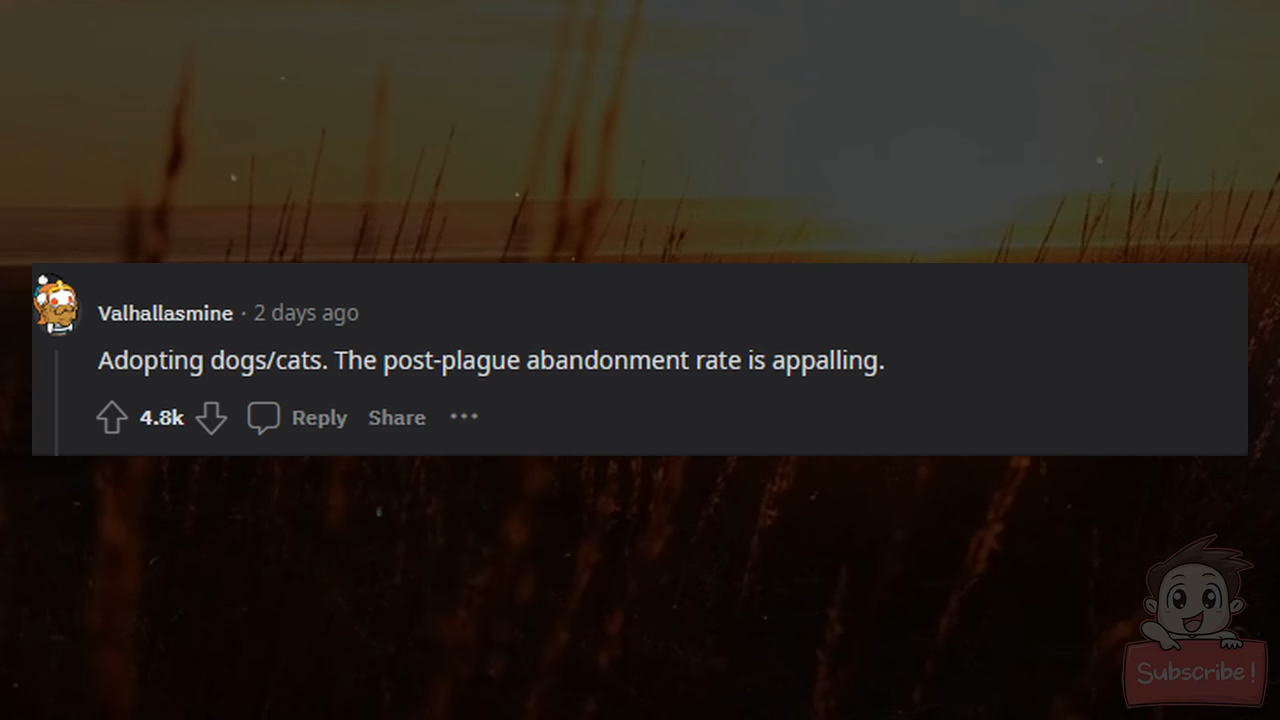 Valhallasmine · 2 days ago
Adopting dogs/cats. The post-plague abandonment rate is appalling.
4.8k Reply Share ···
Subscribe!